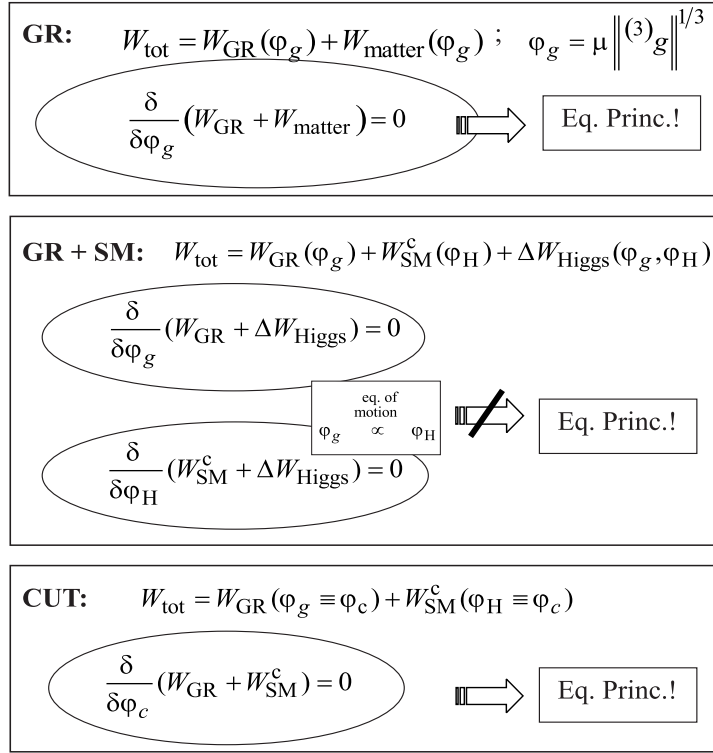 GR: W_tot = W_GR(φ_g) + W_matter(φ_g) ; φ_g = μ ‖^(3)g‖^1/3
δ/δφ_g (W_GR + W_matter) = 0
Eq. Princ.!
GR + SM: W_tot = W_GR(φ_g) + W^c_SM(φ_H) + ΔW_Higgs(φ_g,φ_H)
δ/δφ_g (W_GR + ΔW_Higgs) = 0
eq. of
motion
φ_g ∝ φ_H
Eq. Princ.!
δ/δφ_H (W^c_SM + ΔW_Higgs) = 0
CUT: W_tot = W_GR(φ_g ≡ φ_c) + W^c_SM(φ_H ≡ φ_c)
δ/δφ_c (W_GR + W^c_SM) = 0
Eq. Princ.!